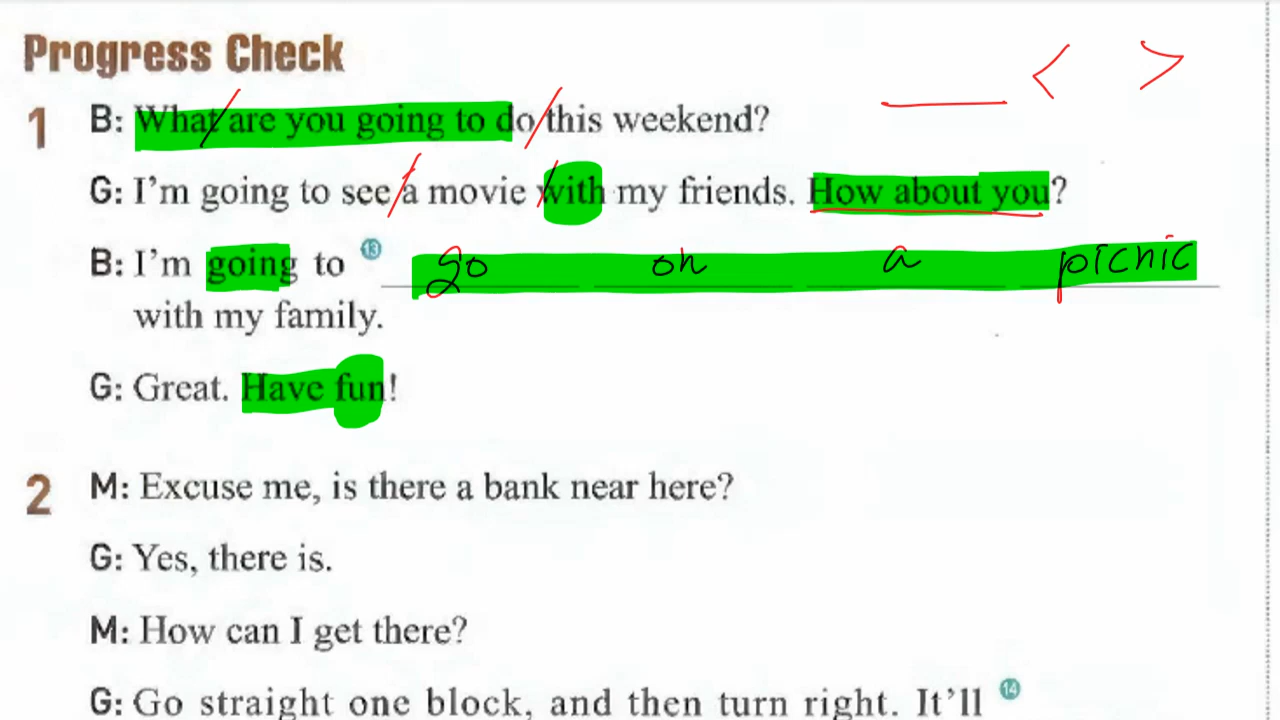 Progress Check
1 B: What are you going to do this weekend?
G: I'm going to see a movie with my friends. How about you?
B: I'm going to ⑬ go on a picnic
with my family.
G: Great. Have fun!
2 M: Excuse me, is there a bank near here?
G: Yes, there is.
M: How can I get there?
G: Go straight one block, and then turn right. It'll ⑭